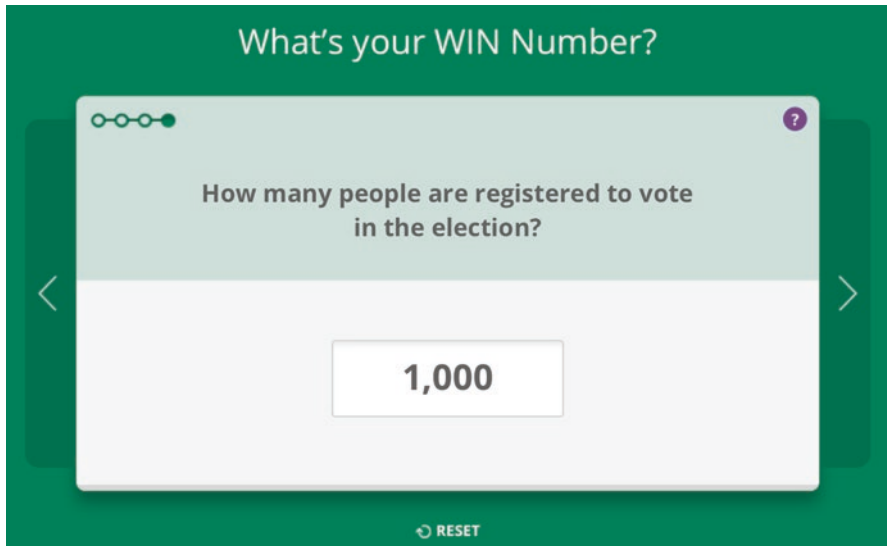 What’s your WIN Number?
?
How many people are registered to vote
in the election?
1,000
RESET